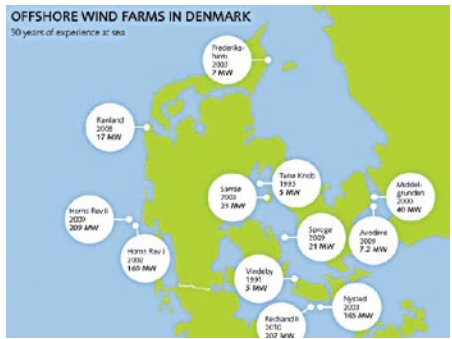 OFFSHORE WIND FARMS IN DENMARK
30 years of experience at sea
Frederiks-
havn
2003
7 MW
Rønland
2003
17 MW
Tunø Knob
1995
5 MW
Samsø
2003
23 MW
Middel-
grunden
2000
40 MW
Horns Rev II
2009
209 MW
Horns Rev I
2002
160 MW
Sprogø
2009
21 MW
Avedøre
2009
7.2 MW
Vindeby
1991
5 MW
Nysted
2003
165 MW
Rødsand II
2010
207 MW